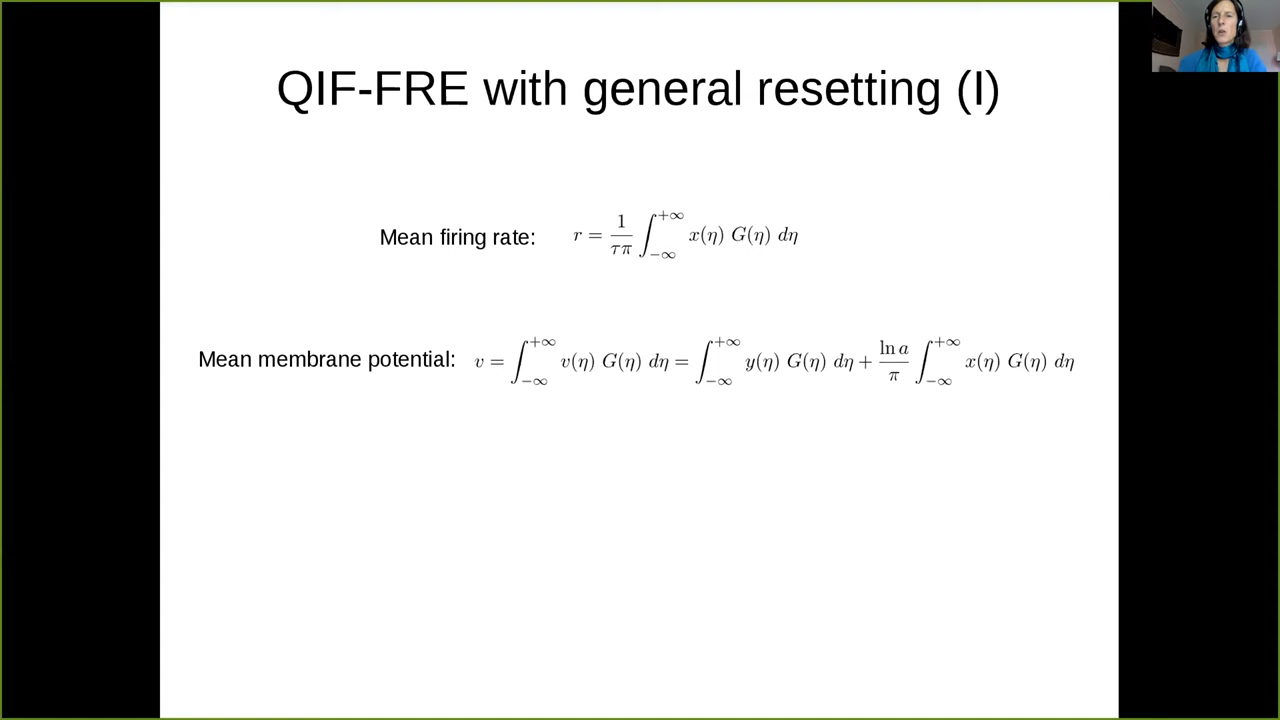 QIF-FRE with general resetting (I)
Mean firing rate: r = \frac{1}{\tau\pi} \int_{-\infty}^{+\infty} x(\eta) G(\eta) d\eta
Mean membrane potential: v = \int_{-\infty}^{+\infty} v(\eta) G(\eta) d\eta = \int_{-\infty}^{+\infty} y(\eta) G(\eta) d\eta + \frac{\ln a}{\pi} \int_{-\infty}^{+\infty} x(\eta) G(\eta) d\eta